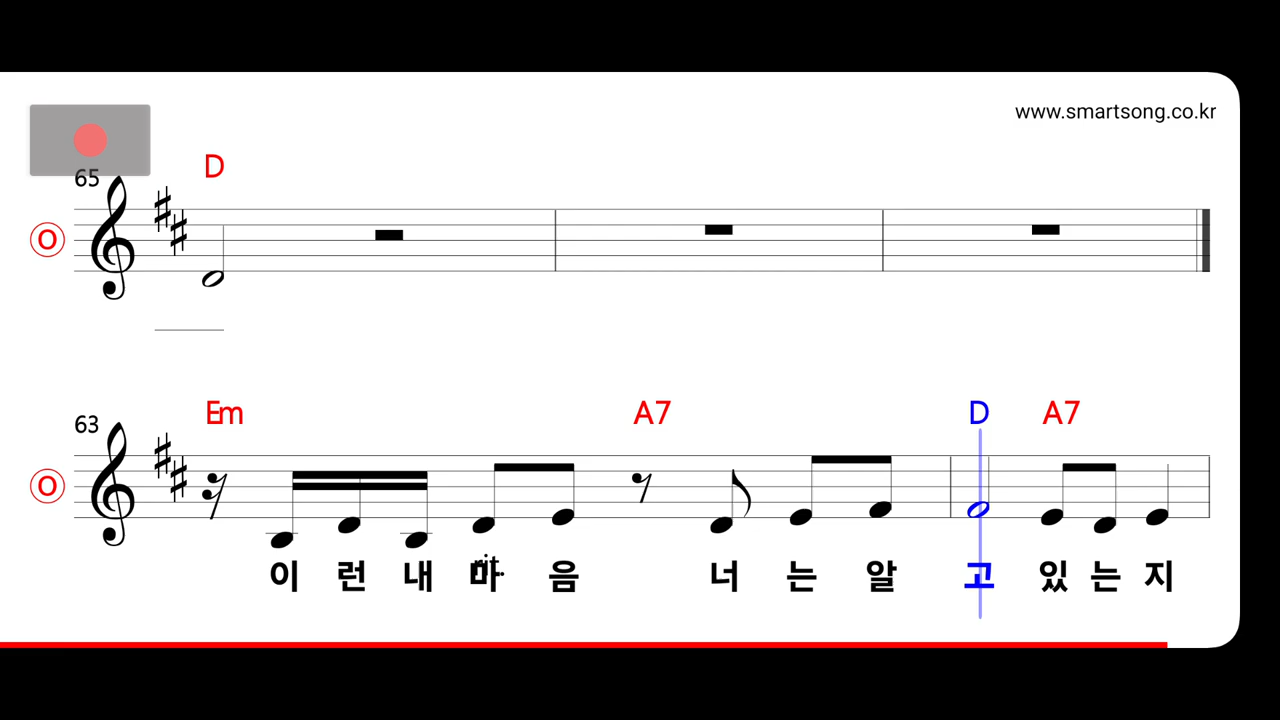 www.smartsong.co.kr
65
D
O
63
Em A7 D A7
O
rit.
이 런 내 마 음 너 는 알 고 있 는 지